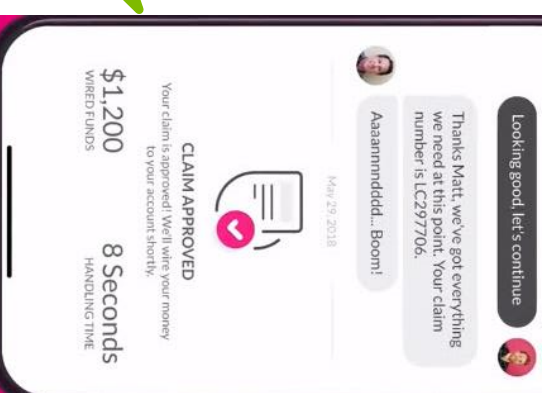 Looking good, let's continue
Thanks Matt, we've got everything
we need at this point. Your claim
number is LC297706.
Aaaannnndddd... Boom!
May 29, 2018
CLAIM APPROVED
Your claim is approved! We'll wire your money
to your account shortly.
$1,200
WIRED FUNDS
8 Seconds
HANDLING TIME